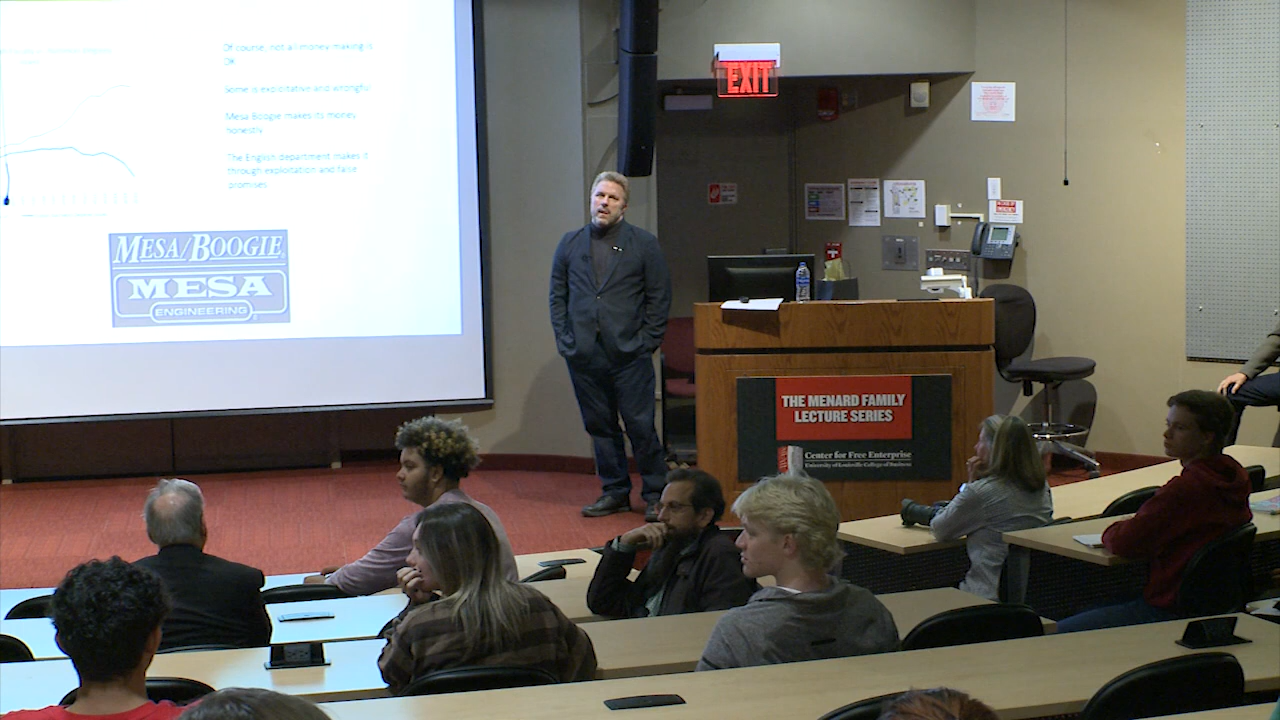 Of course, not all money making is
OK
Some is exploitative and wrongful
Mesa Boogie makes its money
honestly
The English department makes it
through exploitation and false
promises
MESA/BOOGIE
MESA
ENGINEERING
EXIT
THE MENARD FAMILY
LECTURE SERIES
Center for Free Enterprise
University of Louisville College of Business